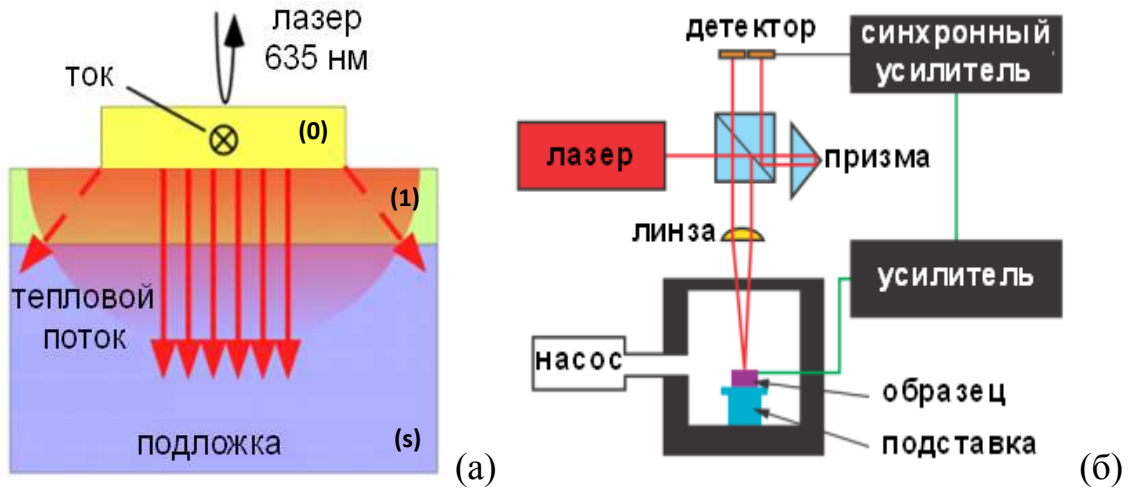 лазер
635 нм
ток
(0)
(1)
тепловой
поток
подложка
(s)
(а)
детектор
синхронный
усилитель
лазер
призма
линза
усилитель
насос
образец
подставка
(б)